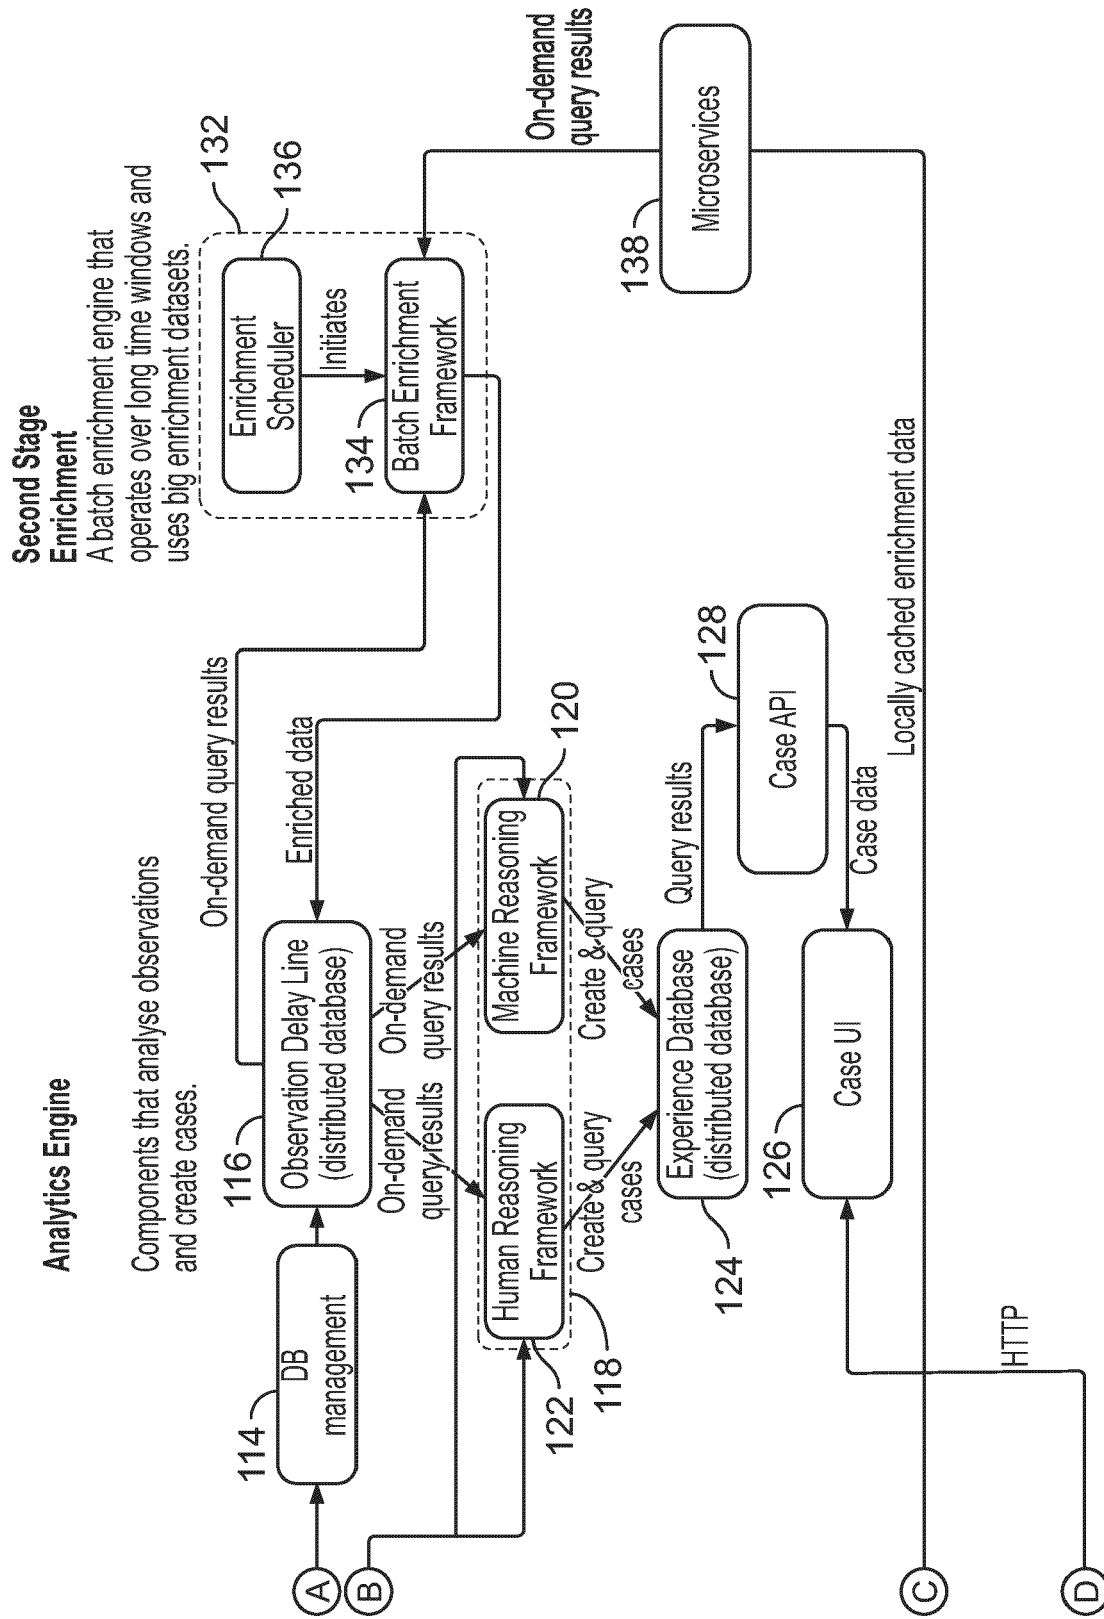 Analytics Engine
Components that analyse observations
and create cases.
Second Stage
Enrichment
A batch enrichment engine that
operates over long time windows and
uses big enrichment datasets.
132
136
Enrichment
Scheduler
Initiates
134
Batch Enrichment
Framework
On-demand
query results
138
Microservices
On-demand query results
Enriched data
114
DB
management
116
Observation Delay Line
(distributed database)
A
B
On-demand
query results
On-demand
query results
120
Machine Reasoning
Framework
Human Reasoning
Framework
122
118
Create & query
cases
Create & query
cases
Experience Database
(distributed database)
124
Query results
128
Case API
Case data
126
Case UI
Locally cached enrichment data
C
HTTP
D